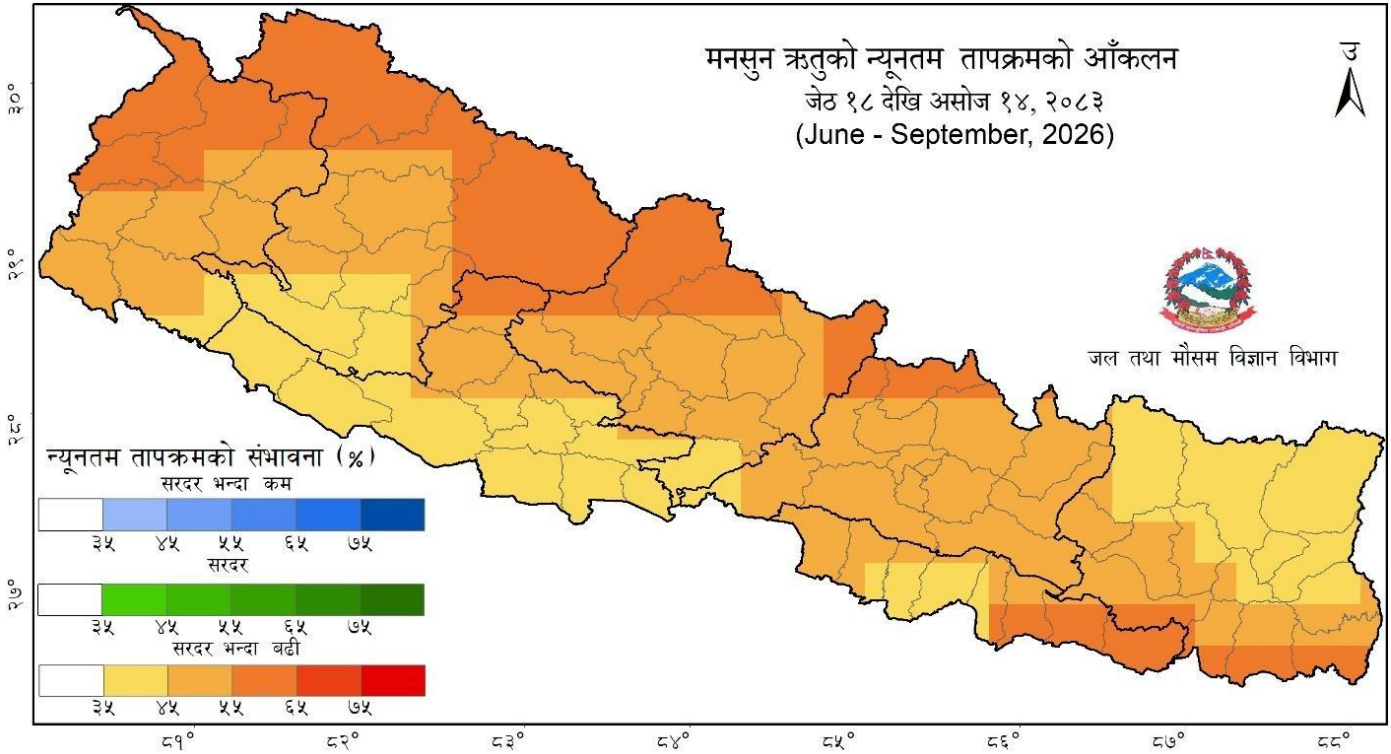 मनसुन ऋतुको न्यूनतम तापक्रमको आँकलन
जेठ १८ देखि असोज १४, २०८३
(June - September, 2026)
उ
जल तथा मौसम विज्ञान विभाग
३०°
२९°
२८°
२७°
न्यूनतम तापक्रमको संभावना (%)
सरदर भन्दा कम
३५ ४५ ५५ ६५ ७५
सरदर
३५ ४५ ५५ ६५ ७५
सरदर भन्दा बढी
३५ ४५ ५५ ६५ ७५
८१° ८२° ८३° ८४° ८५° ८६° ८७° ८८°